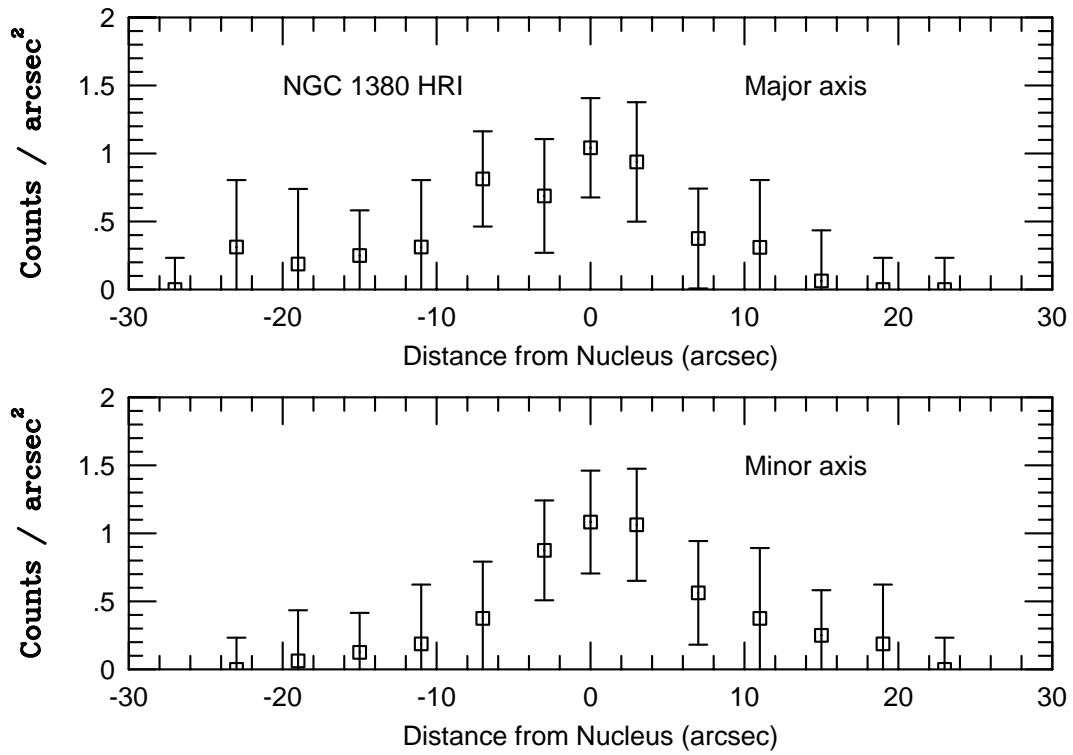 2
1.5
1
.5
0
Counts / arcsec²
NGC 1380 HRI
Major axis
-30 -20 -10 0 10 20 30
Distance from Nucleus (arcsec)
2
1.5
1
.5
0
Counts / arcsec²
Minor axis
-30 -20 -10 0 10 20 30
Distance from Nucleus (arcsec)